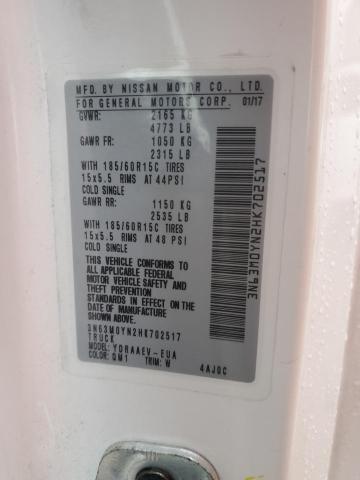 MFD. BY NISSAN MOTOR CO., LTD.
FOR GENERAL MOTORS CORP. 01/17
GVWR: 2165 KG
4773 LB
GAWR FR: 1050 KG
2315 LB
WITH 185/60R15C TIRES
15x5.5 RIMS AT 44PSI
COLD SINGLE
GAWR RR: 1150 KG
2535 LB
WITH 185/60R15C TIRES
15x5.5 RIMS AT 48 PSI
COLD SINGLE
THIS VEHICLE CONFORMS TO
ALL APPLICABLE FEDERAL
MOTOR VEHICLE SAFETY AND
THEFT PREVENTION
STANDARDS IN EFFECT ON THE
DATE OF MANUFACTURE
SHOWN ABOVE.
3N63M0YN2HK702517
TRUCK
MODEL: YDRAAEV-EUA
COLOR: QM1 TRIM: W 4AJ0C
3N63M0YN2HK702517